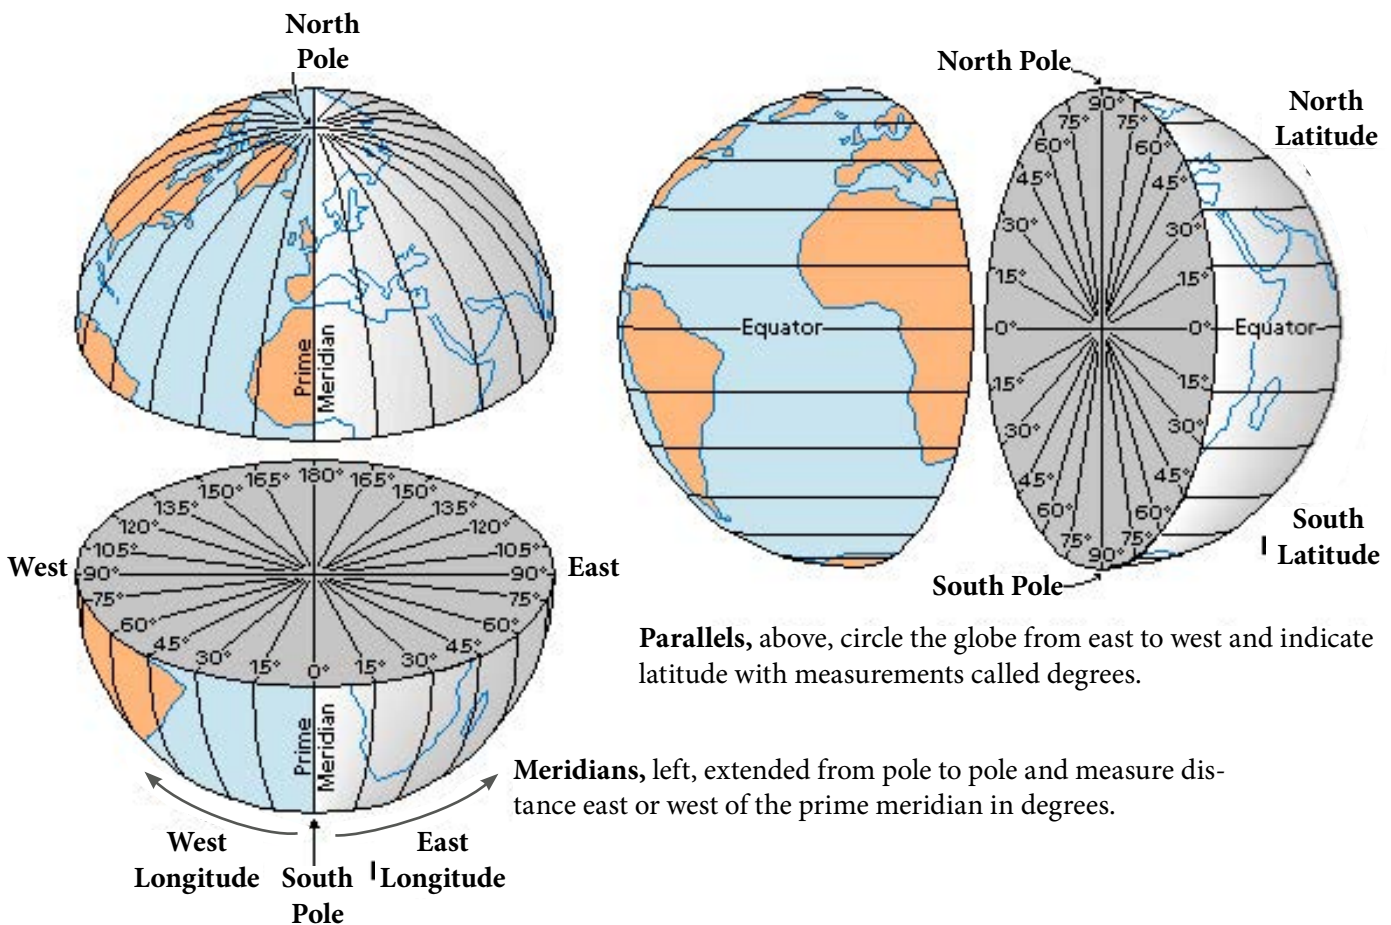 North
Pole
Prime
Meridian
180°
165° 165°
150° 150°
135° 135°
120° 120°
105° 105°
West 90° 90° East
75° 75°
60° 60°
45° 45°
30° 30°
15° 15°
0°
Prime
Meridian
West
Longitude
South
Pole
East
Longitude
North Pole
North
Latitude
90°
75° 75°
60° 60°
45° 45°
30° 30°
15° 15°
Equator 0° 0° Equator
15° 15°
30° 30°
45° 45°
60° 60°
75° 75°
90°
South
Latitude
South Pole
Parallels, above, circle the globe from east to west and indicate
latitude with measurements called degrees.
Meridians, left, extended from pole to pole and measure dis-
tance east or west of the prime meridian in degrees.